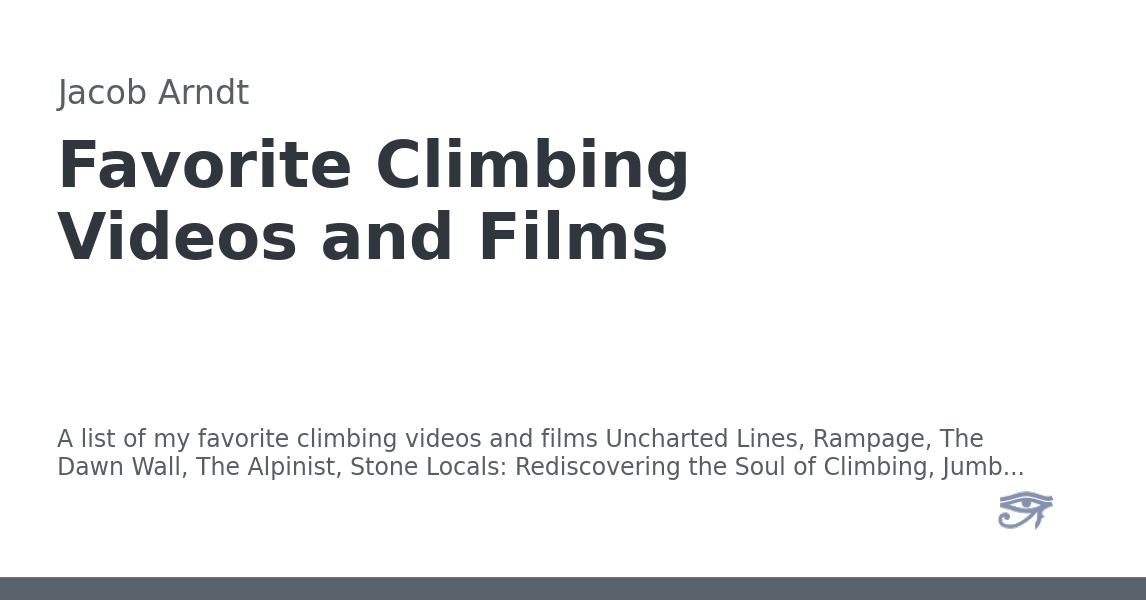 Jacob Arndt
Favorite Climbing
Videos and Films
A list of my favorite climbing videos and films Uncharted Lines, Rampage, The
Dawn Wall, The Alpinist, Stone Locals: Rediscovering the Soul of Climbing, Jumb...